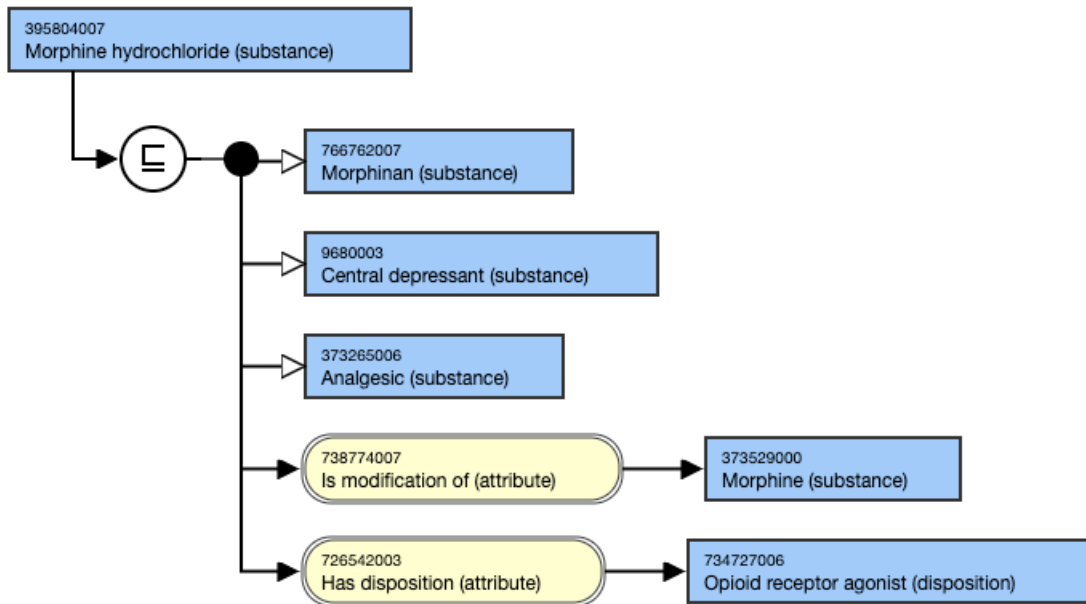 395804007
Morphine hydrochloride (substance)
⊑
766762007
Morphinan (substance)
9680003
Central depressant (substance)
373265006
Analgesic (substance)
738774007
Is modification of (attribute)
373529000
Morphine (substance)
726542003
Has disposition (attribute)
734727006
Opioid receptor agonist (disposition)